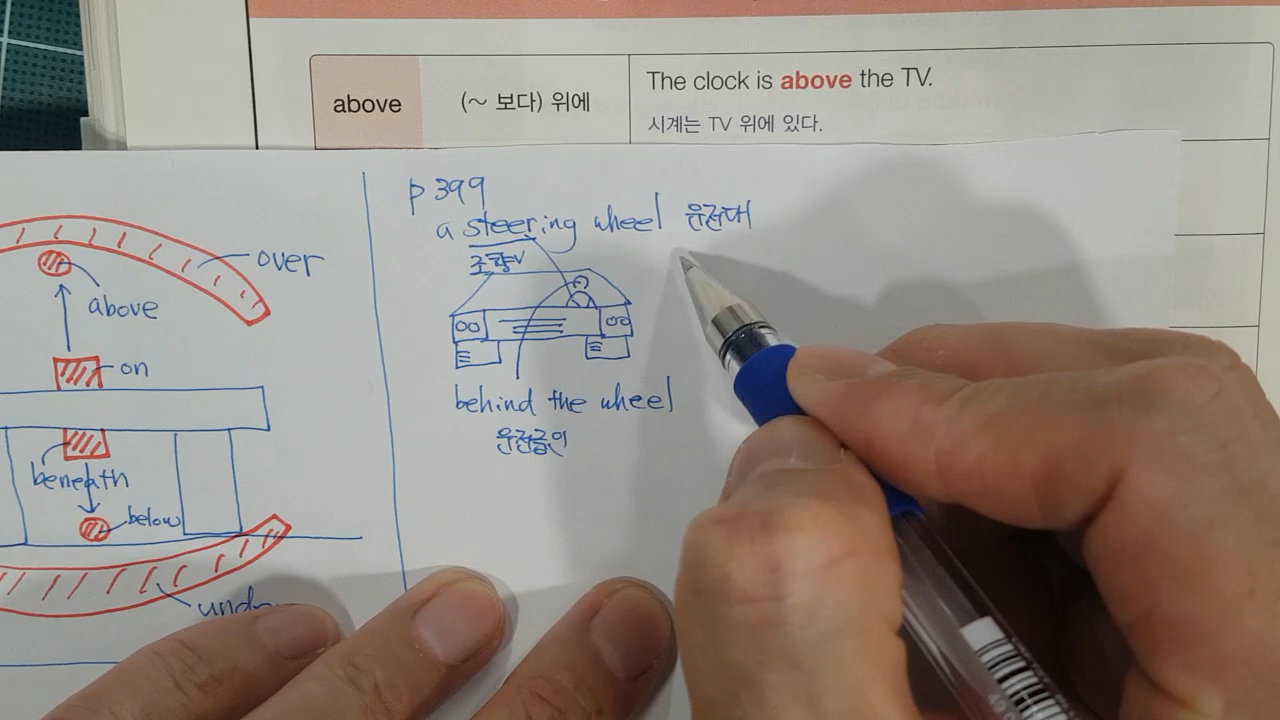 above (~ 보다) 위에 The clock is above the TV.
시계는 TV 위에 있다.
over
above
on
beneath
below
p 399
a steering wheel 운전대
조향
behind the wheel
운전중인